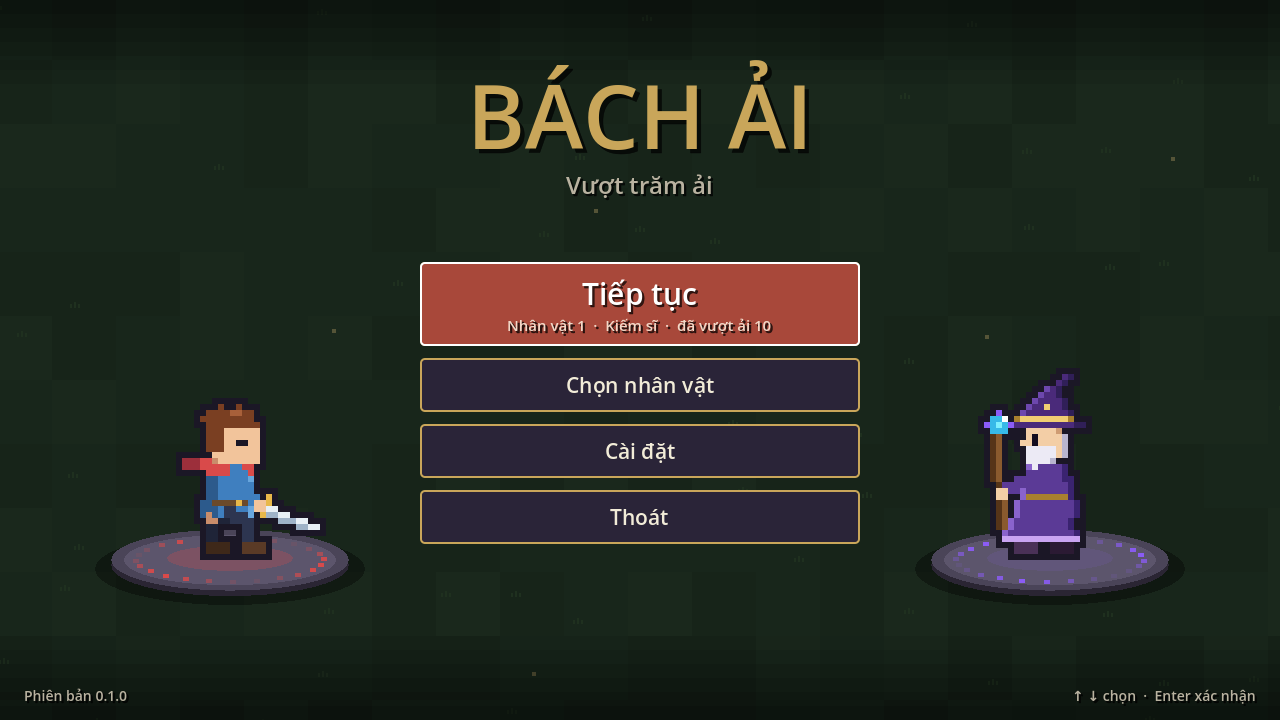 BÁCH ẢI
Vượt trăm ải
Tiếp tục
Nhân vật 1 · Kiếm sĩ · đã vượt ải 10
Chọn nhân vật
Cài đặt
Thoát
Phiên bản 0.1.0
↑ ↓ chọn · Enter xác nhận